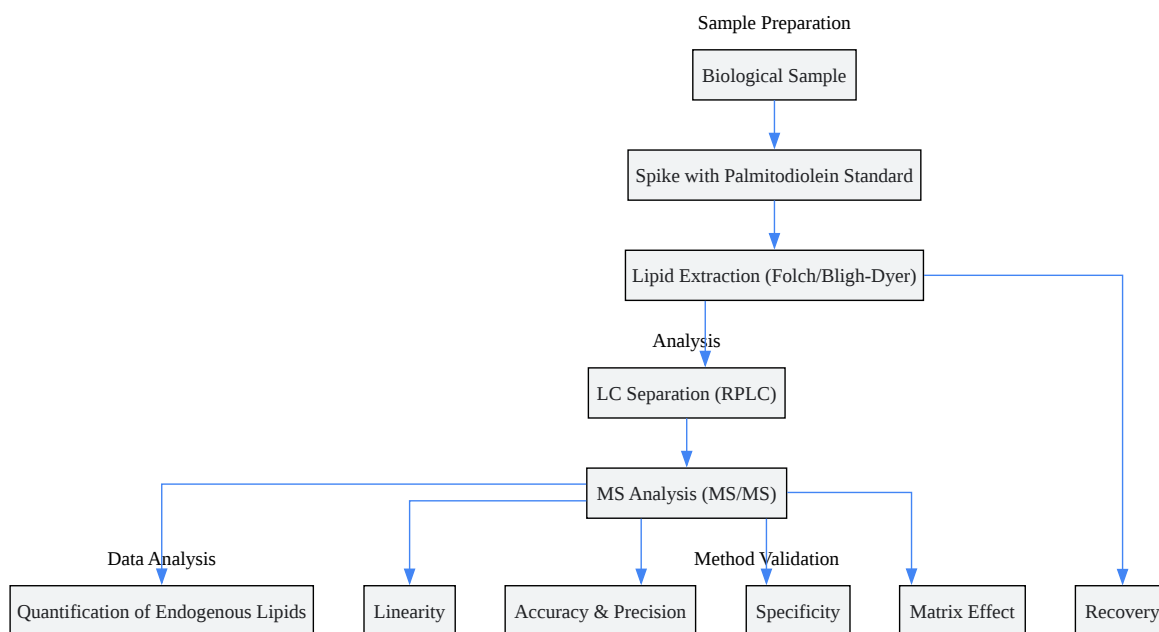 Sample Preparation
Biological Sample
Spike with Palmitodiolein Standard
Lipid Extraction (Folch/Bligh-Dyer)
Analysis
LC Separation (RPLC)
MS Analysis (MS/MS)
Data Analysis
Method Validation
Quantification of Endogenous Lipids
Linearity
Accuracy & Precision
Specificity
Matrix Effect
Recovery